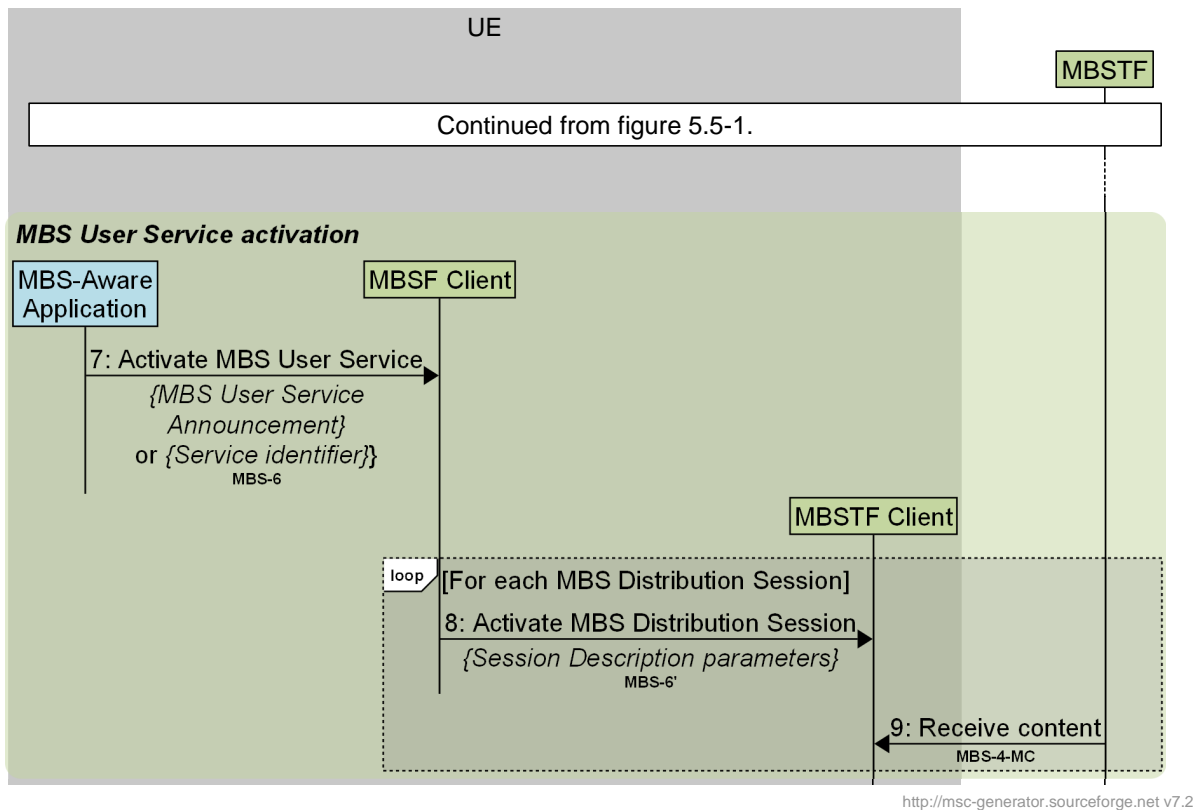 UE
MBSTF
Continued from figure 5.5-1.
MBS User Service activation
MBS-Aware
Application
MBSF Client
7: Activate MBS User Service
{MBS User Service
Announcement}
or {Service identifier}}
MBS-6
MBSTF Client
loop
[For each MBS Distribution Session]
8: Activate MBS Distribution Session
{Session Description parameters}
MBS-6'
9: Receive content
MBS-4-MC
http://msc-generator.sourceforge.net v7.2